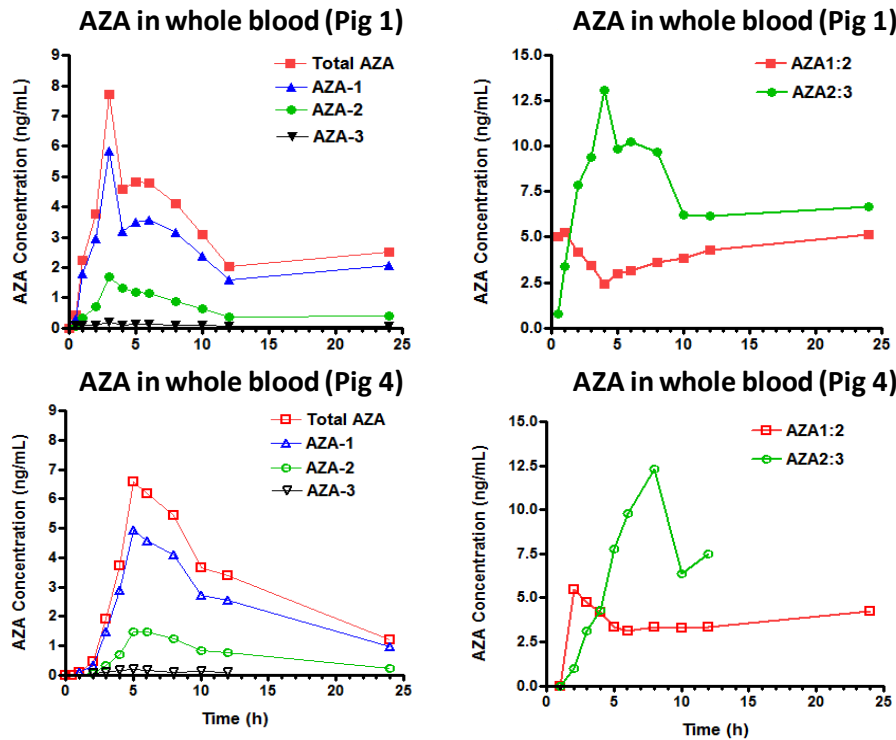 AZA in whole blood (Pig 1)
AZA Concentration (ng/mL)
9
8
7
6
5
4
3
2
1
0
0 5 10 15 20 25
Total AZA
AZA-1
AZA-2
AZA-3
AZA in whole blood (Pig 1)
AZA Concentration (ng/mL)
15.0
12.5
10.0
7.5
5.0
2.5
0.0
0 5 10 15 20 25
AZA1:2
AZA2:3
AZA in whole blood (Pig 4)
AZA Concentration (ng/mL)
9
8
7
6
5
4
3
2
1
0
0 5 10 15 20 25
Time (h)
Total AZA
AZA-1
AZA-2
AZA-3
AZA in whole blood (Pig 4)
AZA Concentration (ng/mL)
15.0
12.5
10.0
7.5
5.0
2.5
0.0
0 5 10 15 20 25
Time (h)
AZA1:2
AZA2:3